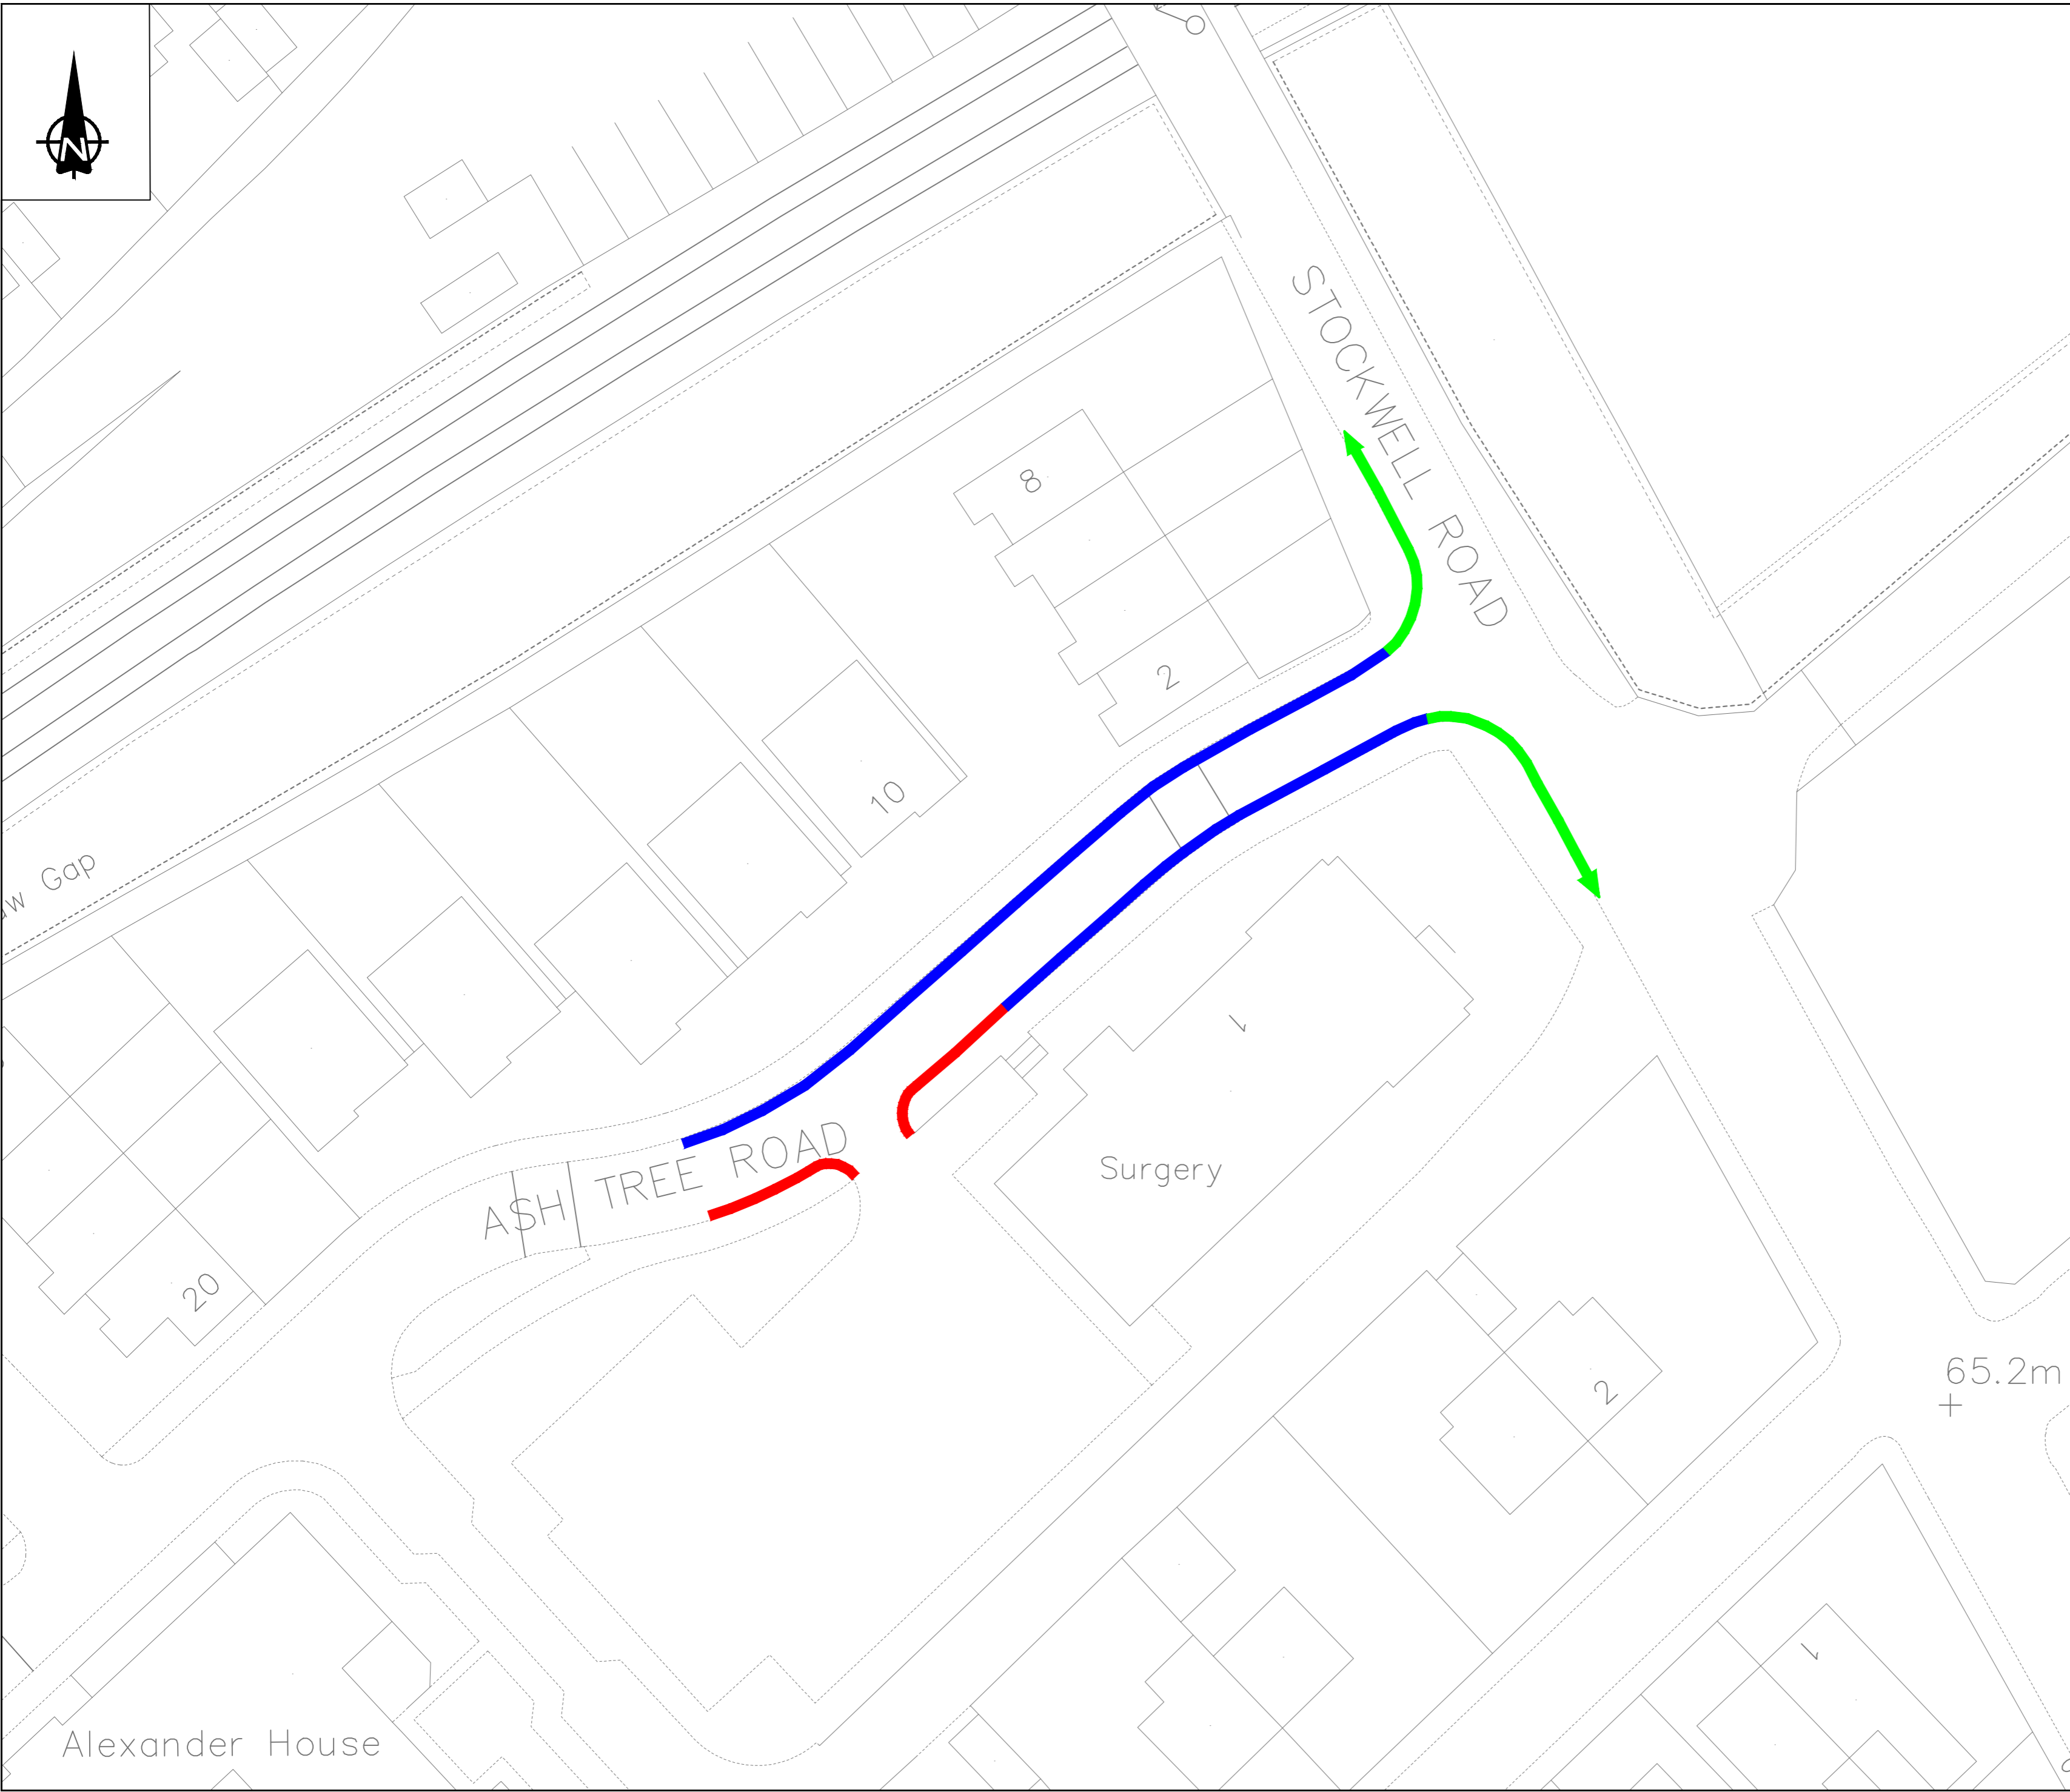 N
STOCKWELL ROAD
8
2
10
Gap
1
ASH TREE ROAD
Surgery
20
65.2m
2
1
Alexander House